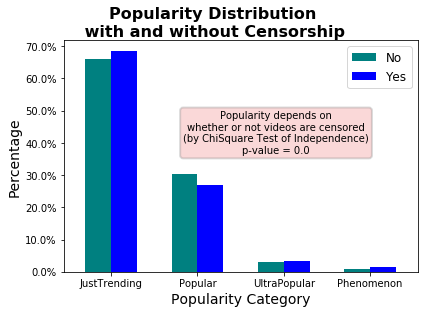 Popularity Distribution
with and without Censorship
70.0%
60.0%
50.0%
40.0%
30.0%
20.0%
10.0%
0.0%
Percentage
No
Yes
Popularity depends on
whether or not videos are censored
(by ChiSquare Test of Independence)
p-value = 0.0
JustTrending
Popular
UltraPopular
Phenomenon
Popularity Category